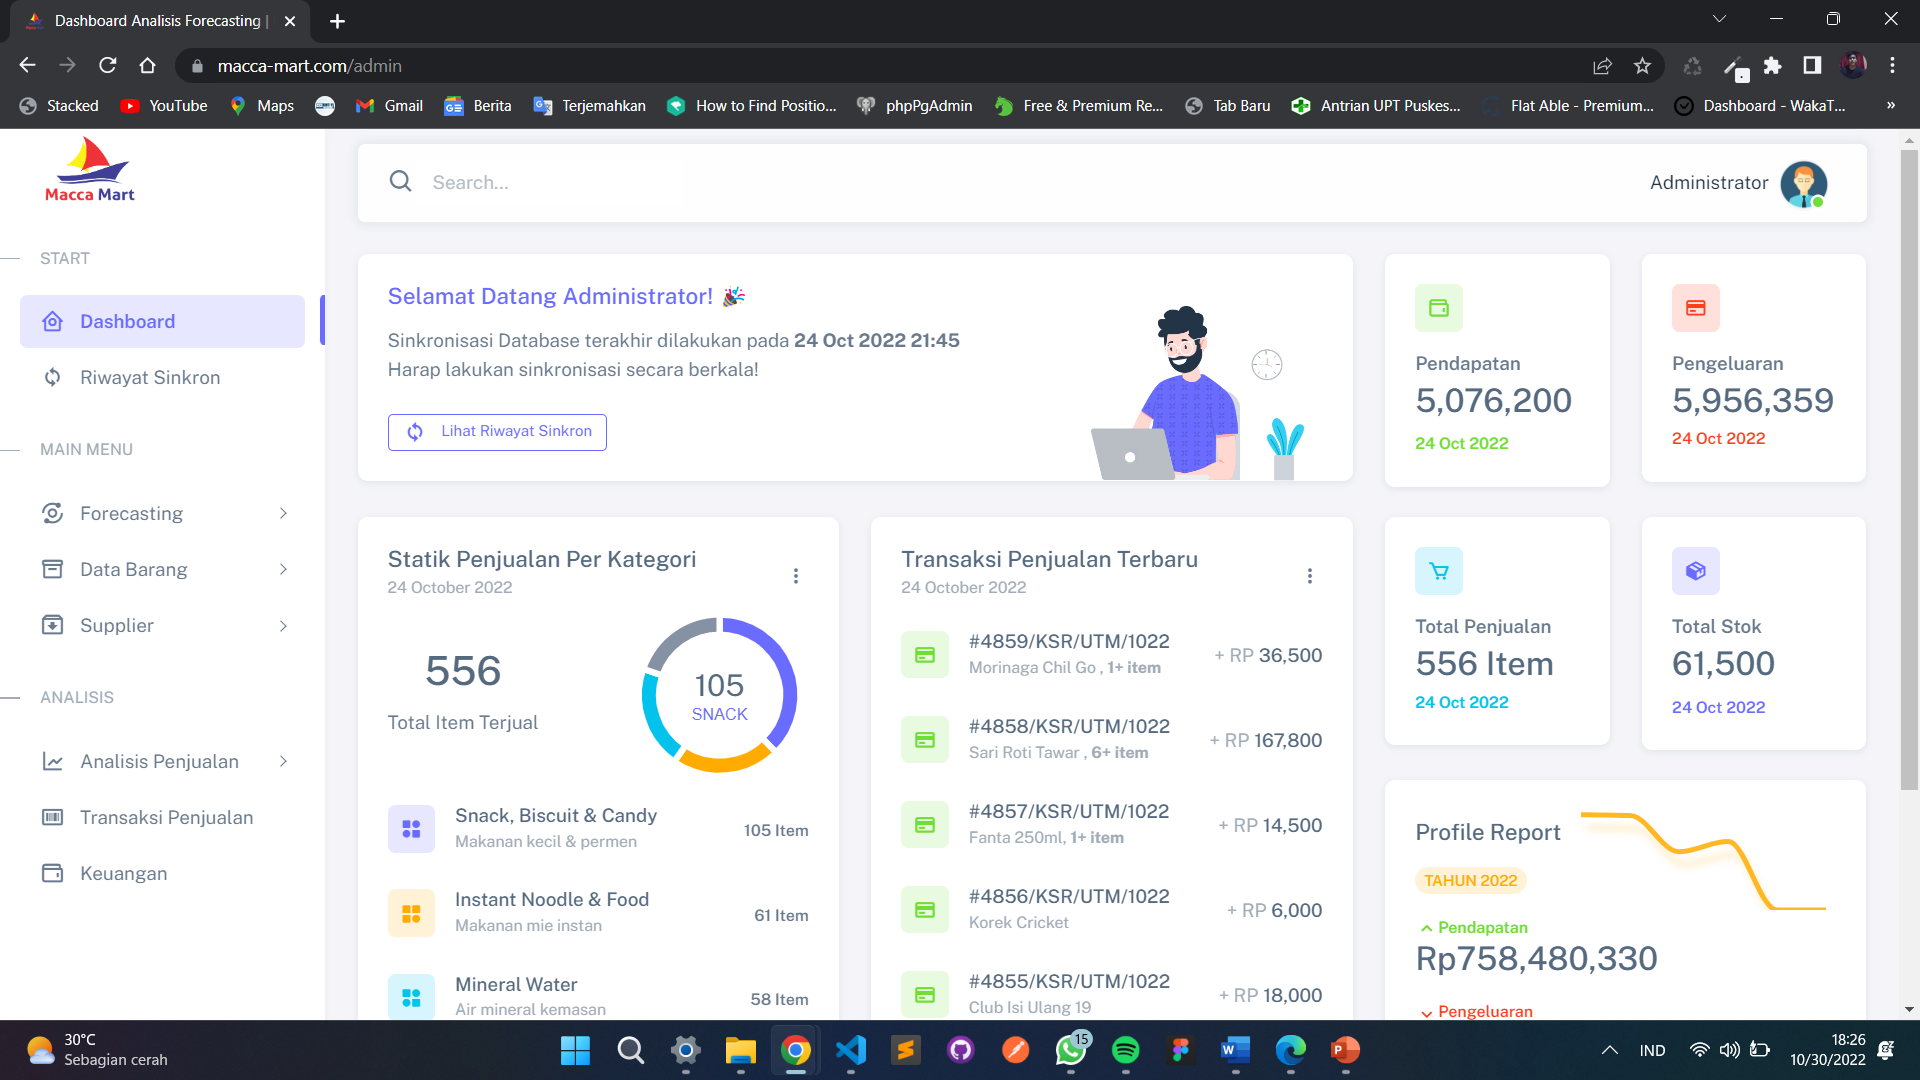 Dashboard Analisis Forecasting |
macca-mart.com/admin
Stacked
YouTube
Maps
Gmail
Berita
Terjemahkan
How to Find Positio...
phpPgAdmin
Free & Premium Re...
Tab Baru
Antrian UPT Puskes...
Flat Able - Premium...
Dashboard - WakaT...
»
Macca Mart
START
Dashboard
Riwayat Sinkron
MAIN MENU
Forecasting
Data Barang
Supplier
ANALISIS
Analisis Penjualan
Transaksi Penjualan
Keuangan
Search...
Administrator
Selamat Datang Administrator! 🎉
Sinkronisasi Database terakhir dilakukan pada 24 Oct 2022 21:45
Harap lakukan sinkronisasi secara berkala!
Lihat Riwayat Sinkron
Pendapatan
5,076,200
24 Oct 2022
Pengeluaran
5,956,359
24 Oct 2022
Statik Penjualan Per Kategori
24 October 2022
556
Total Item Terjual
105
SNACK
Snack, Biscuit & Candy
Makanan kecil & permen
105 Item
Instant Noodle & Food
Makanan mie instan
61 Item
Mineral Water
Air mineral kemasan
58 Item
Transaksi Penjualan Terbaru
24 October 2022
#4859/KSR/UTM/1022
Morinaga Chil Go , 1+ item
+ RP 36,500
#4858/KSR/UTM/1022
Sari Roti Tawar , 6+ item
+ RP 167,800
#4857/KSR/UTM/1022
Fanta 250ml, 1+ item
+ RP 14,500
#4856/KSR/UTM/1022
Korek Cricket
+ RP 6,000
#4855/KSR/UTM/1022
Club Isi Ulang 19
+ RP 18,000
Total Penjualan
556 Item
24 Oct 2022
Total Stok
61,500
24 Oct 2022
Profile Report
TAHUN 2022
Pendapatan
Rp758,480,330
Pengeluaran
30°C
Sebagian cerah
15
IND
18:26
10/30/2022